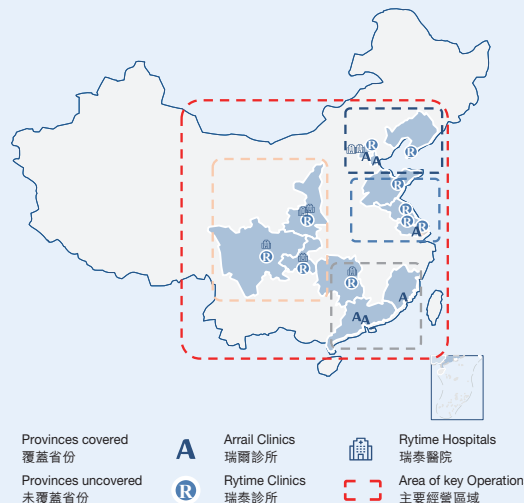 R
A
A
R
R
R
R
A
R
R
R
R
R
A
A
A
Provinces covered
覆蓋省份
A
Arrail Clinics
瑞爾診所
Rytime Hospitals
瑞泰醫院
Provinces uncovered
未覆蓋省份
R
Rytime Clinics
瑞泰診所
Area of key Operation
主要經營區域